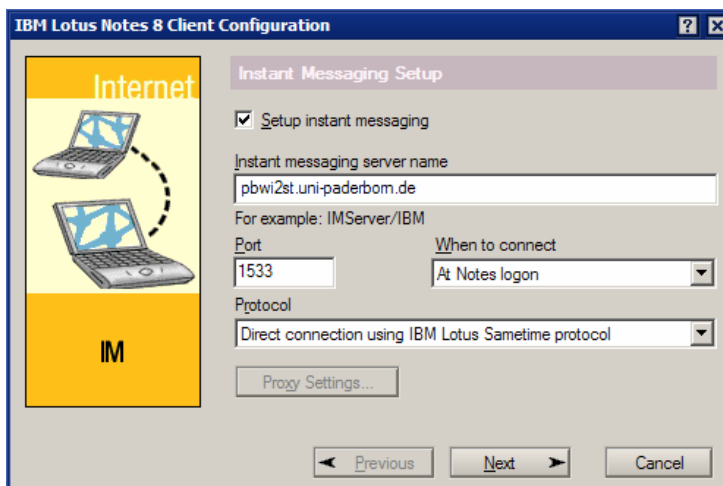 IBM Lotus Notes 8 Client Configuration
Internet
Instant Messaging Setup
Setup instant messaging
Instant messaging server name
pbwi2st.uni-paderborn.de
For example: IMServer/IBM
Port
When to connect
1533
At Notes logon
Protocol
Direct connection using IBM Lotus Sametime protocol
IM
Proxy Settings...
Previous
Next
Cancel